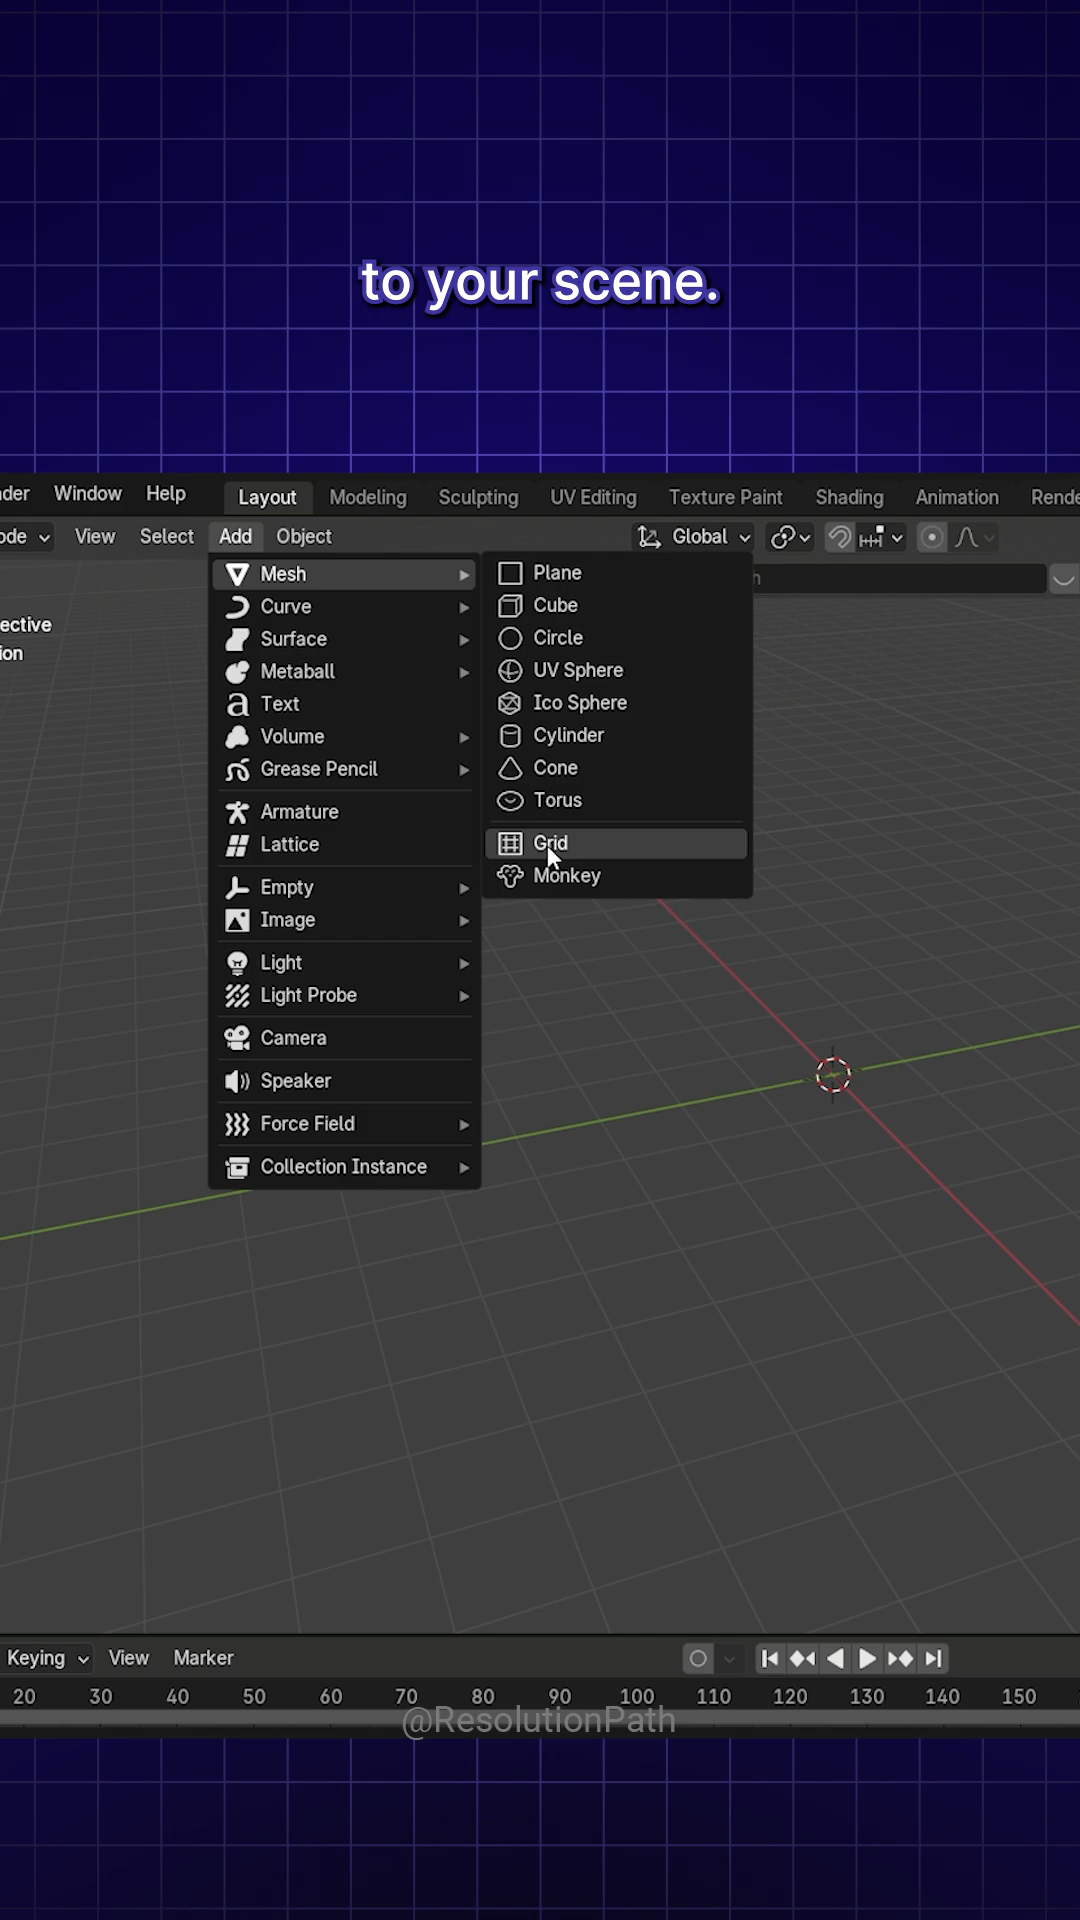 to your scene.
der Window Help Layout Modeling Sculpting UV Editing Texture Paint Shading Animation Rende
ode View Select Add Object Global
ective
ion
Mesh
Curve
Surface
Metaball
Text
Volume
Grease Pencil
Armature
Lattice
Empty
Image
Light
Light Probe
Camera
Speaker
Force Field
Collection Instance
Plane
Cube
Circle
UV Sphere
Ico Sphere
Cylinder
Cone
Torus
Grid
Monkey
Keying View Marker
20 30 40 50 60 70 80 90 100 110 120 130 140 150
@ResolutionPath